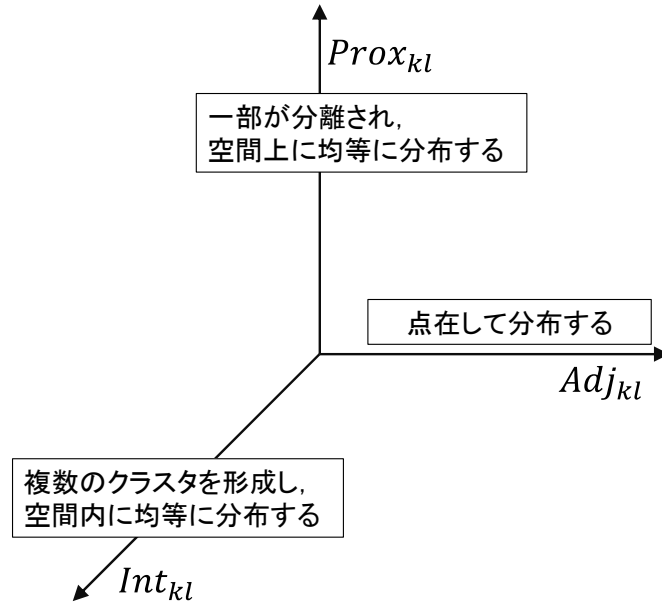 Prox_kl
一部が分離され,
空間上に均等に分布する
点在して分布する
Adj_kl
複数のクラスタを形成し,
空間内に均等に分布する
Int_kl